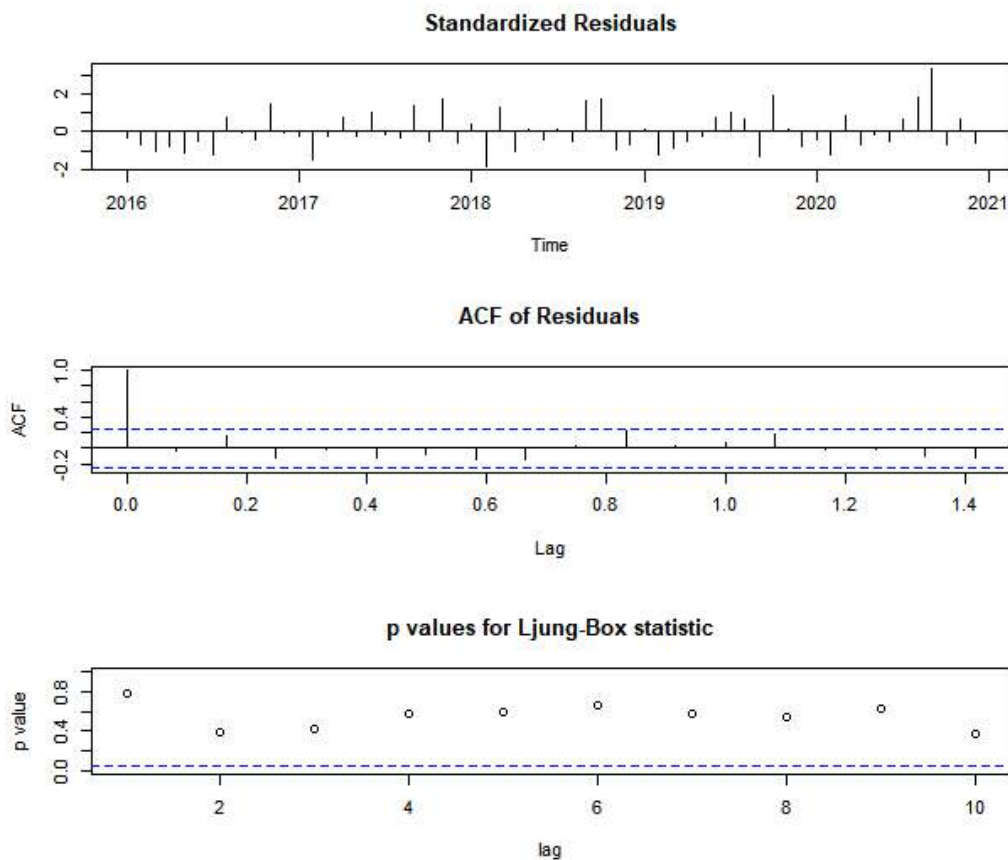 Standardized Residuals
2
0
-2
2016 2017 2018 2019 2020 2021
Time
ACF of Residuals
ACF
1.0
0.4
-0.2
0.0 0.2 0.4 0.6 0.8 1.0 1.2 1.4
Lag
p values for Ljung-Box statistic
p value
0.8
0.4
0.0
2 4 6 8 10
lag